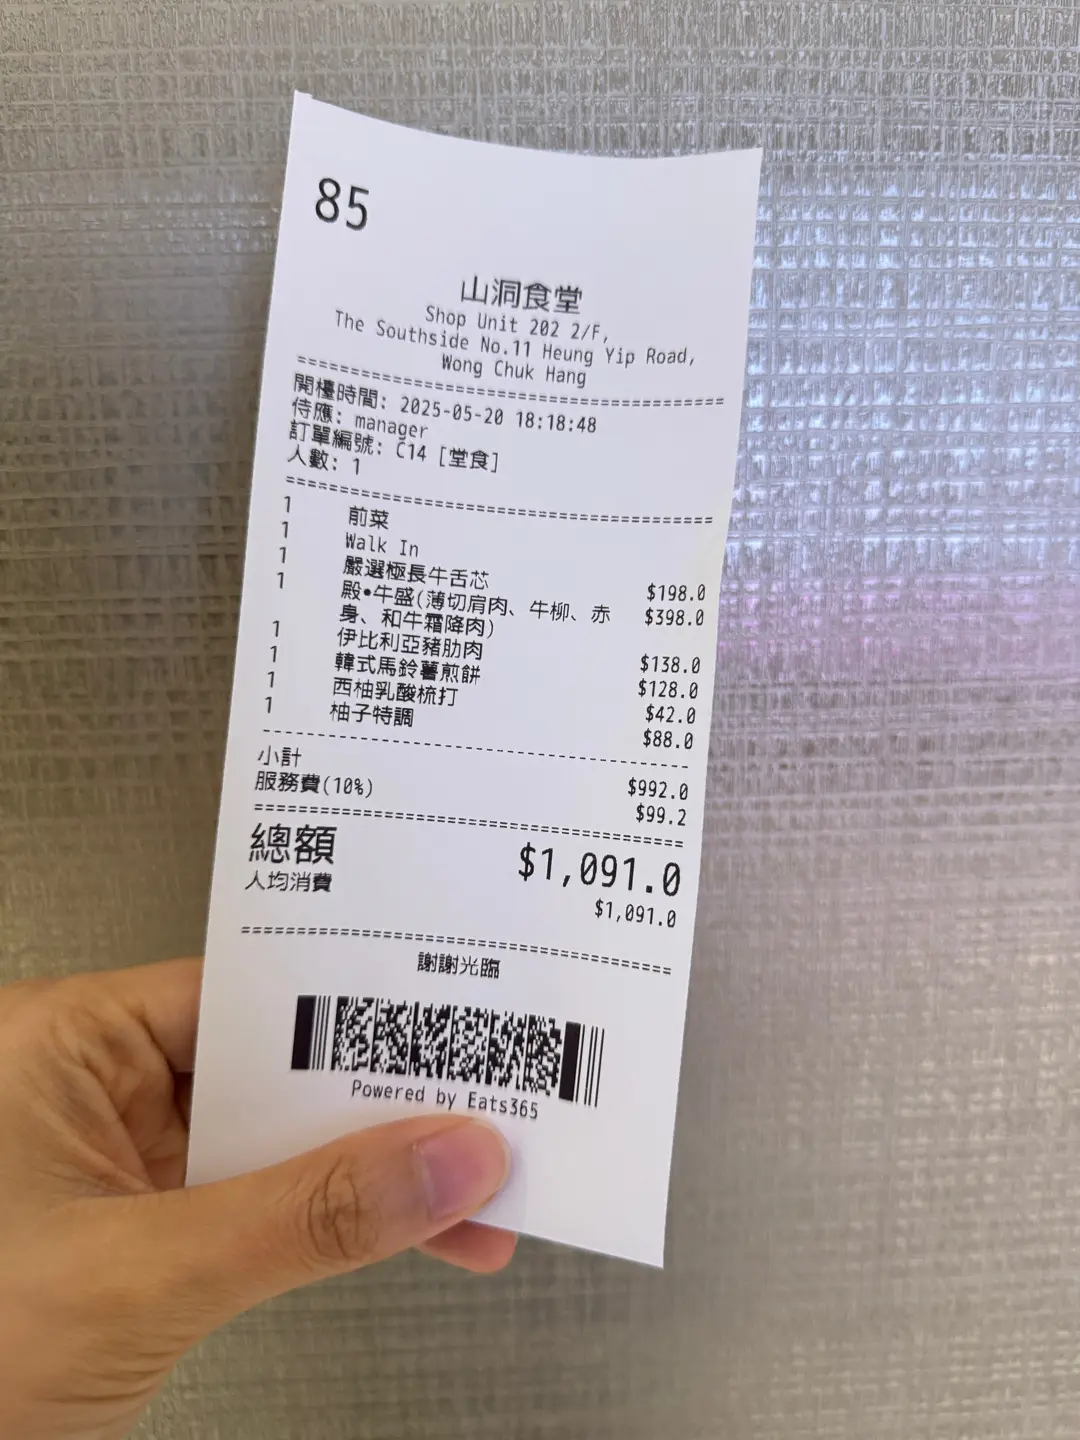 85
山洞食堂
Shop Unit 202 2/F,
The Southside No.11 Heung Yip Road,
Wong Chuk Hang
開檯時間: 2025-05-20 18:18:48
侍應: manager
訂單編號: C14 [堂食]
人數: 1
1 前菜
1 Walk In
1 嚴選極長牛舌芯 $198.0
1 殿•牛盛(薄切肩肉、牛柳、赤 $398.0
身、和牛霜降肉)
1 伊比利亞豬肋肉 $138.0
1 韓式馬鈴薯煎餅 $128.0
1 西柚乳酸梳打 $42.0
1 柚子特調 $88.0
小計 $992.0
服務費(10%) $99.2
總額 $1,091.0
人均消費 $1,091.0
謝謝光臨
Powered by Eats365